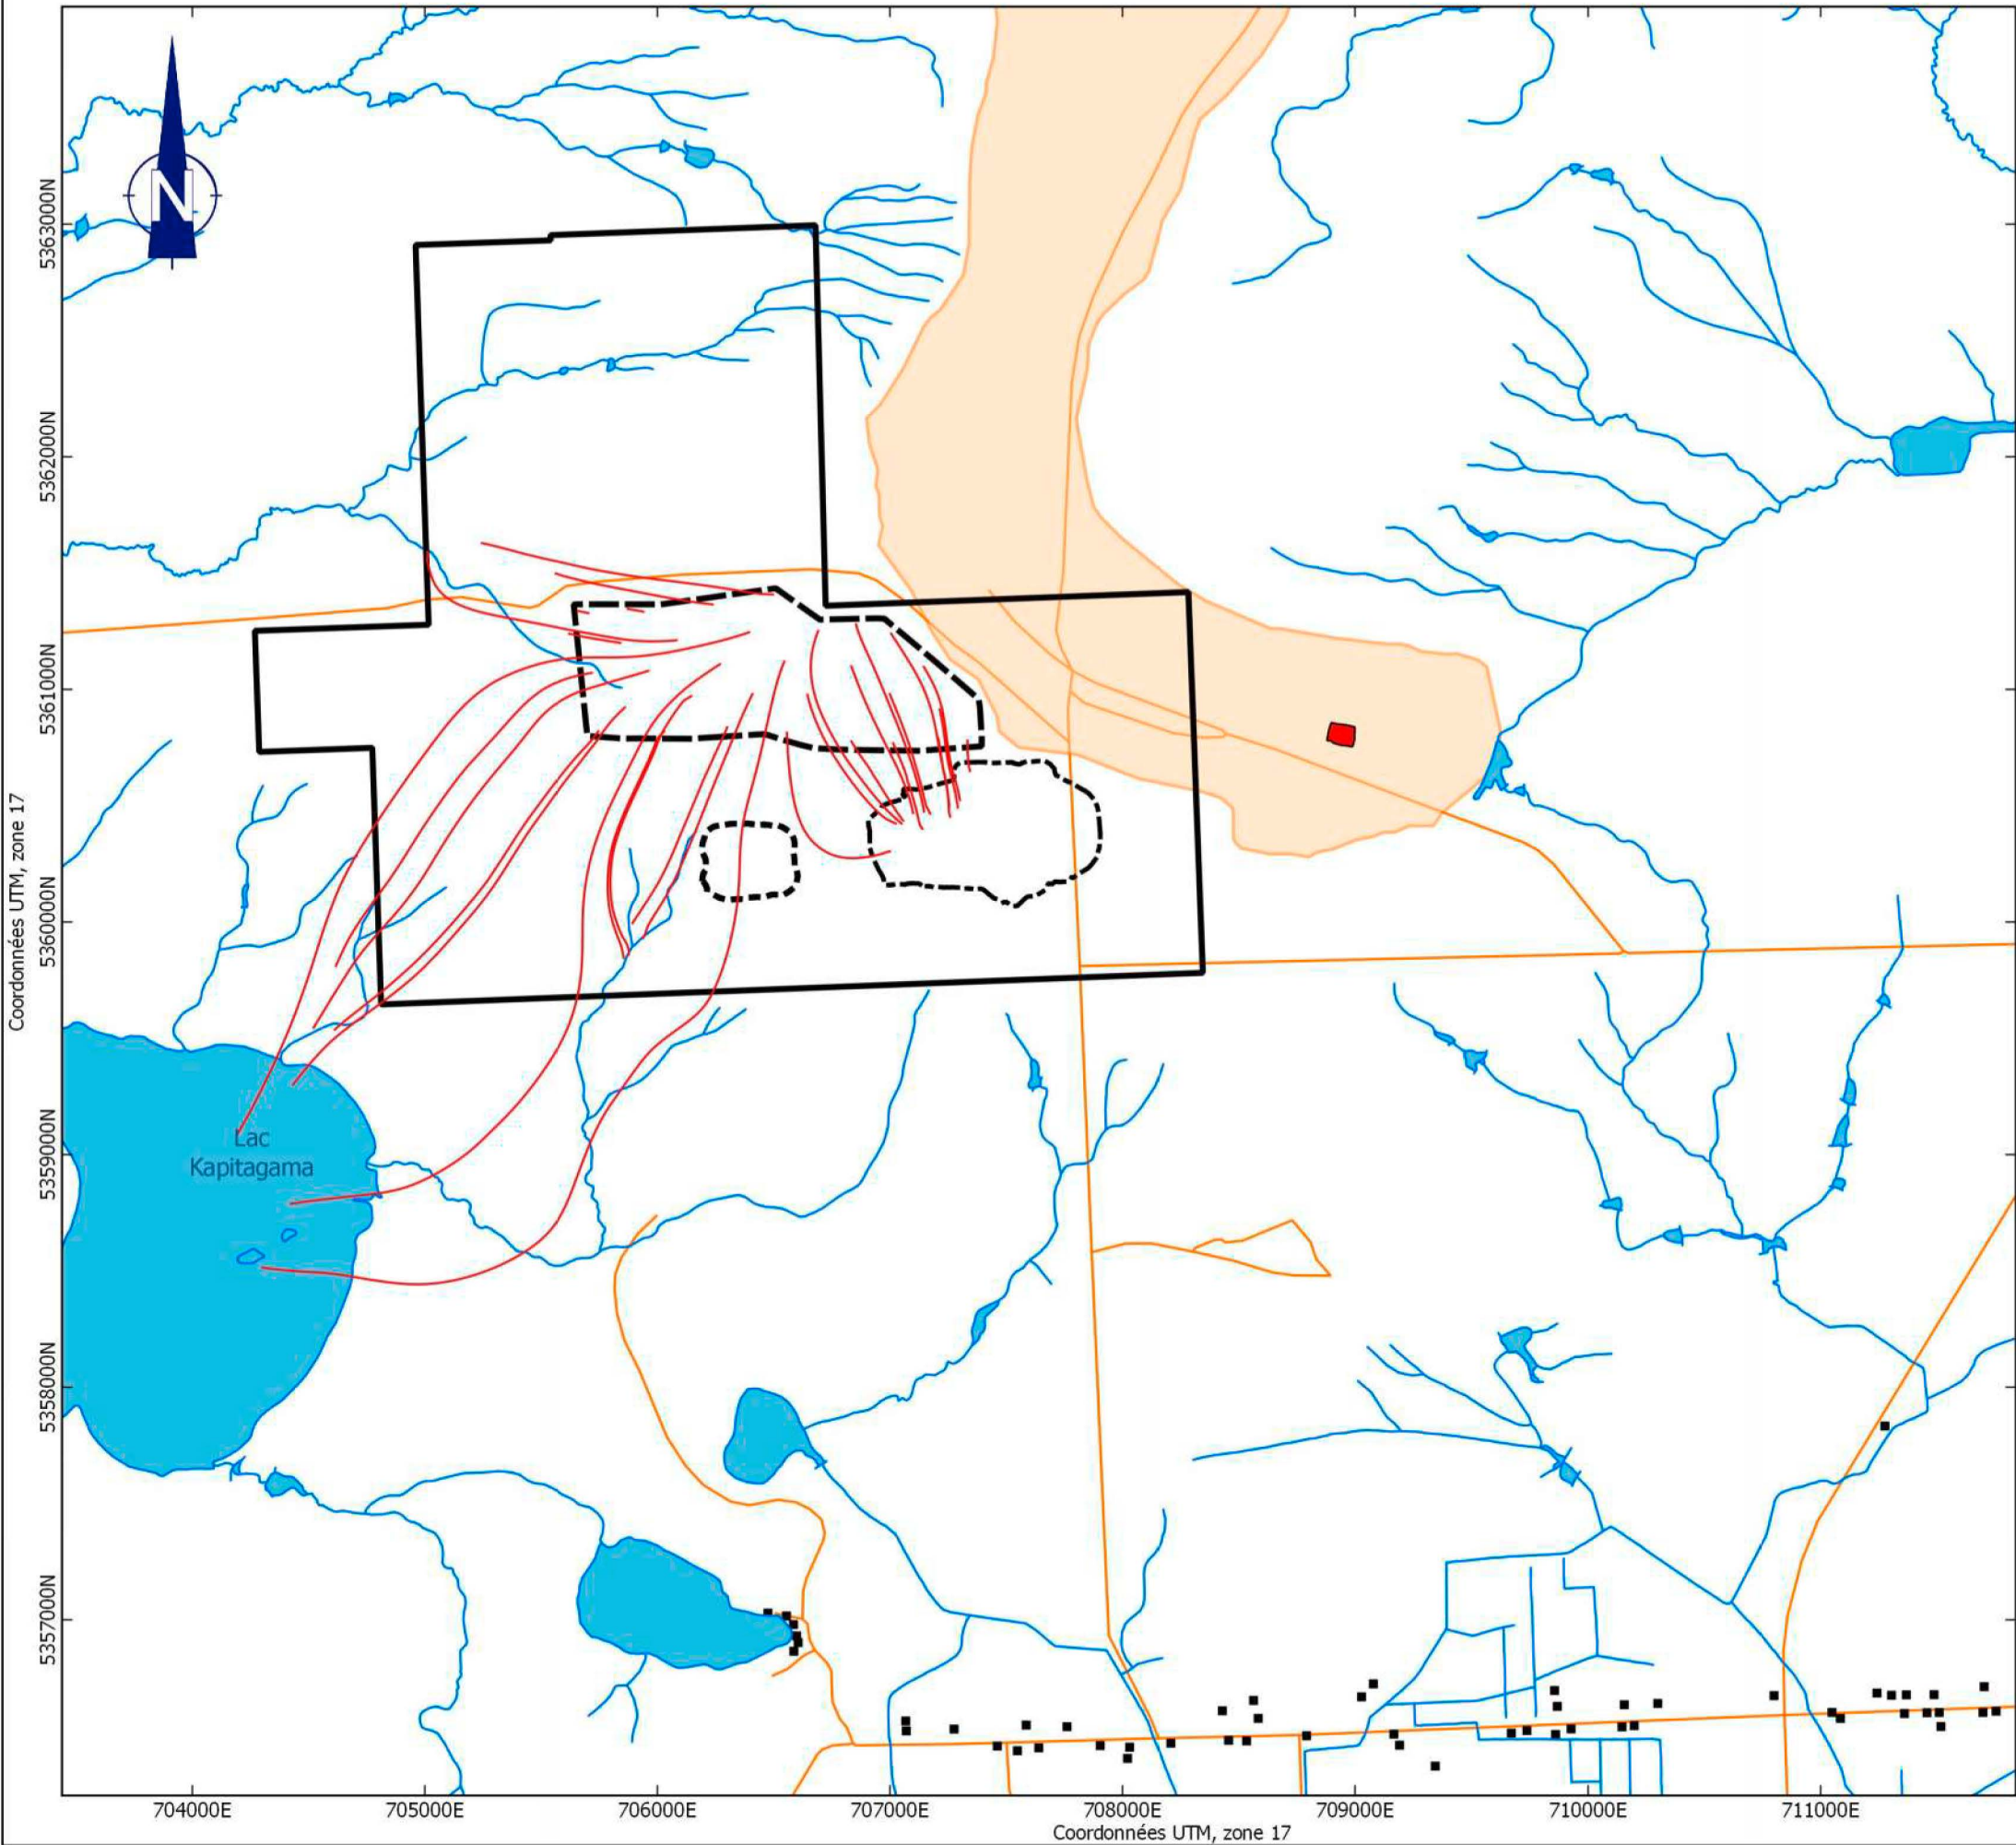 N
5363000N
5362000N
5361000N
5360000N
5359000N
5358000N
5357000N
Coordonnées UTM, zone 17
Lac
Kapitagama
704000E
705000E
706000E
707000E
708000E
709000E
710000E
711000E
Coordonnées UTM, zone 17